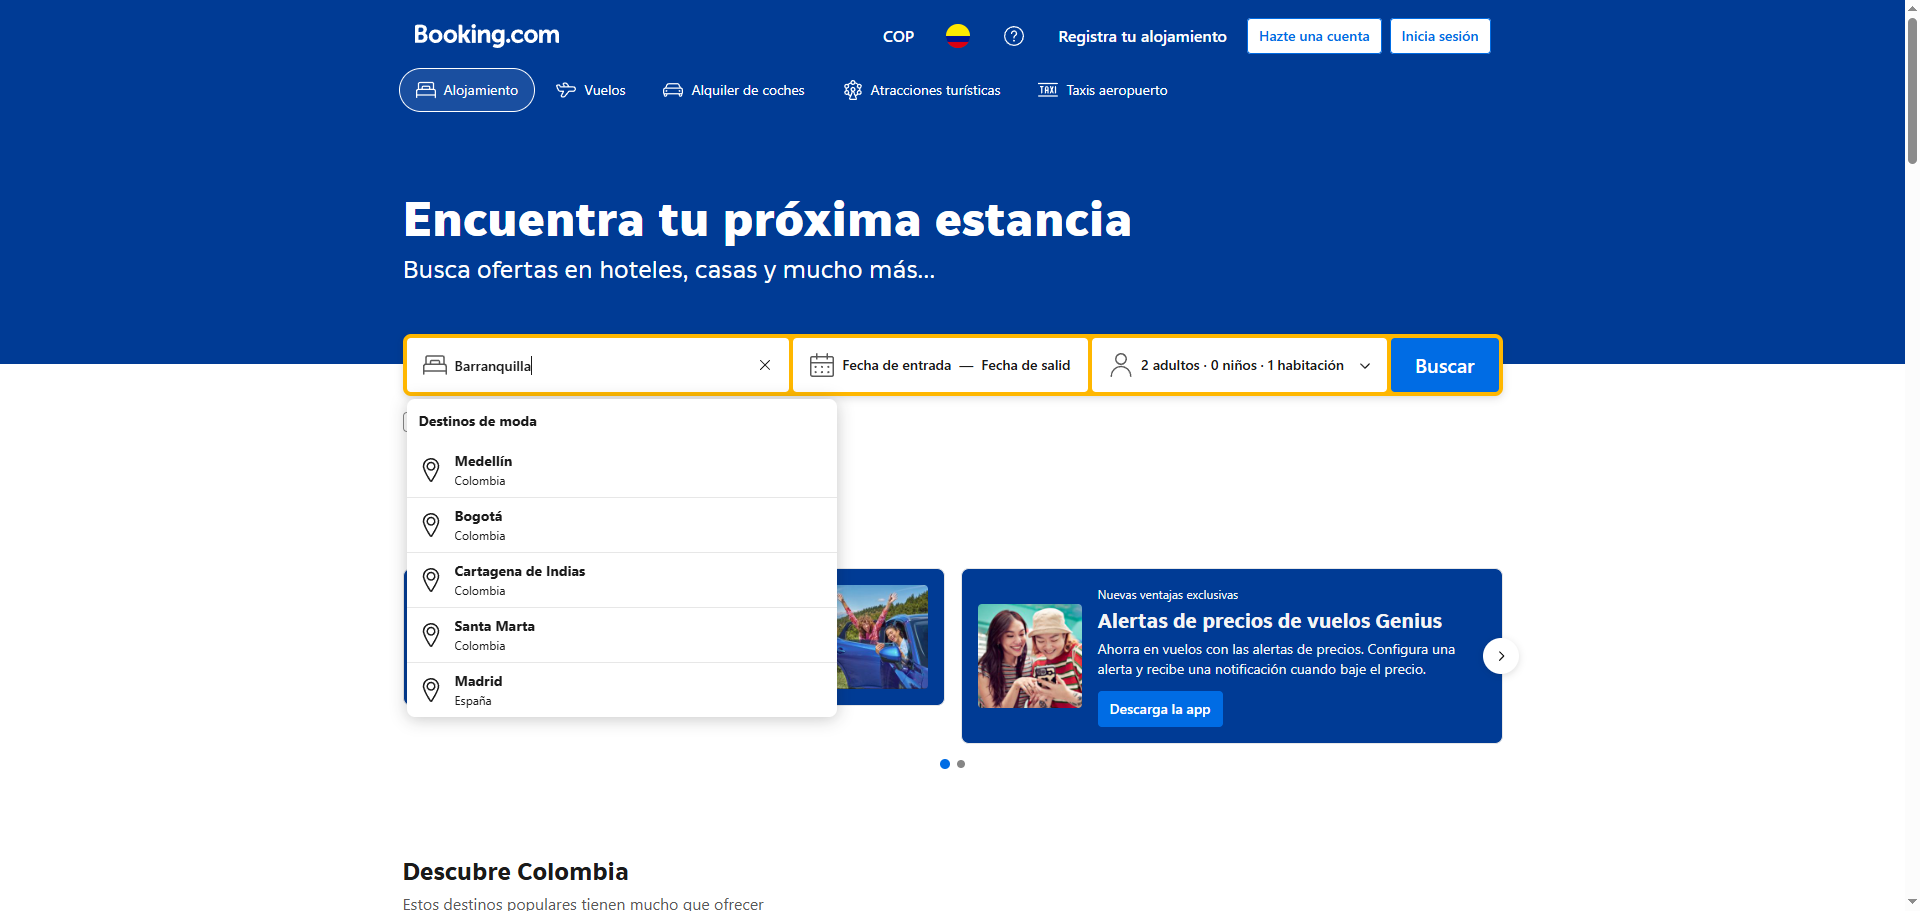 Booking.com
COP
Registra tu alojamiento
Hazte una cuenta
Inicia sesión
Alojamiento
Vuelos
Alquiler de coches
Atracciones turísticas
TAXI
Taxis aeropuerto
Encuentra tu próxima estancia
Busca ofertas en hoteles, casas y mucho más...
Barranquilla
Fecha de entrada — Fecha de salid
2 adultos · 0 niños · 1 habitación
Buscar
Destinos de moda
Medellín
Colombia
Bogotá
Colombia
Cartagena de Indias
Colombia
Santa Marta
Colombia
Madrid
España
Nuevas ventajas exclusivas
Alertas de precios de vuelos Genius
Ahorra en vuelos con las alertas de precios. Configura una
alerta y recibe una notificación cuando baje el precio.
Descarga la app
Descubre Colombia
Estos destinos populares tienen mucho que ofrecer